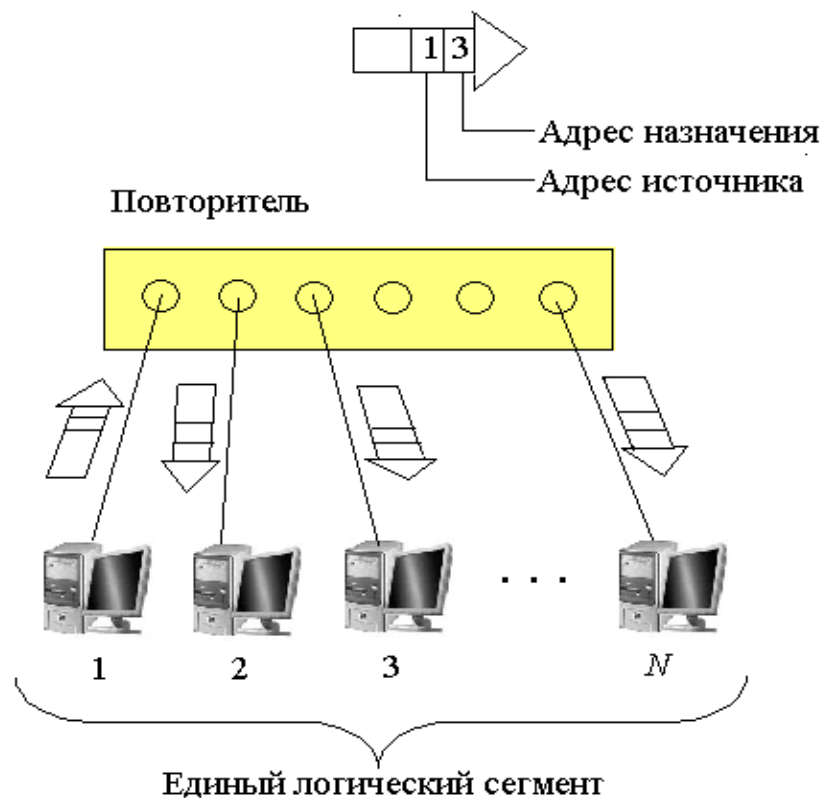 1 3
Адрес назначения
Адрес источника
Повторитель
1 2 3 . . . N
Единый логический сегмент